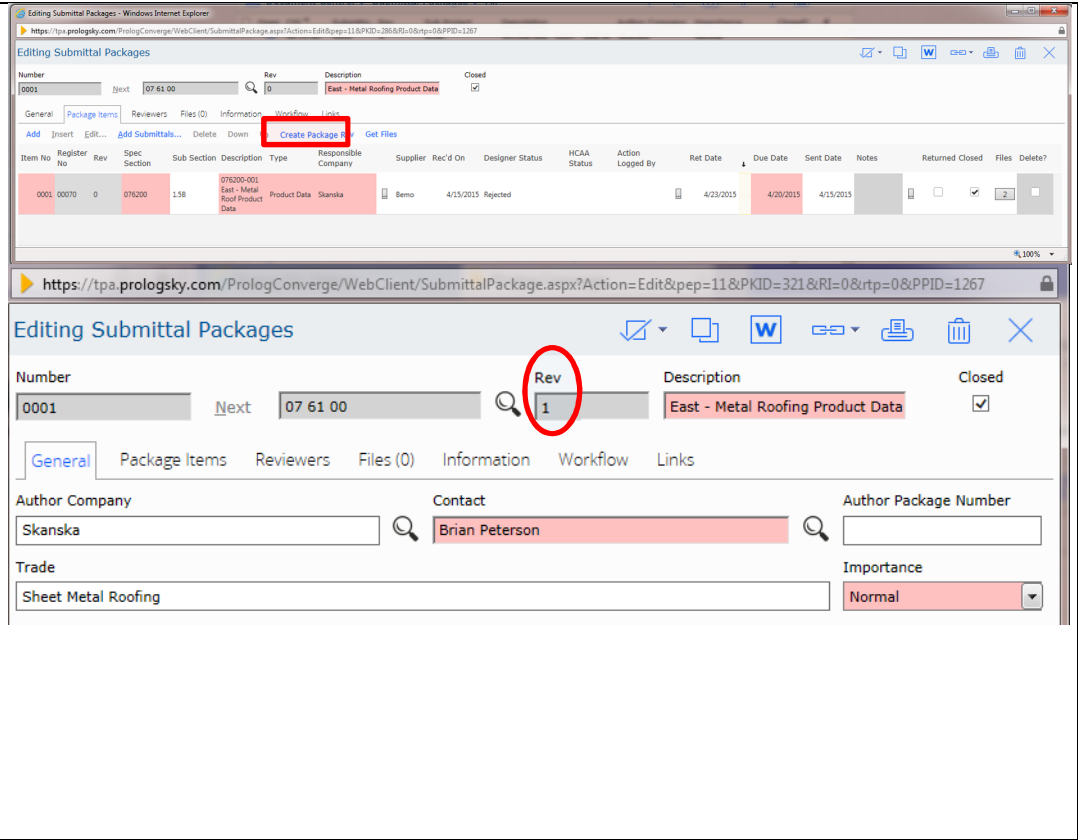 Editing Submittal Packages - Windows Internet Explorer
https://tpa.prologsky.com/PrologConverge/WebClient/SubmittalPackage.aspx?Action=Edit&pep=11&PKID=286&RI=0&rtp=0&PPID=1267
Editing Submittal Packages
W
Number Rev Description Closed
0001 Next 07 61 00 0 East - Metal Roofing Product Data
General Package Items Reviewers Files (0) Information Workflow Links
Add Insert Edit... Add Submittals... Delete Down Create Package Rev Get Files
Item No Register No Rev Spec Section Sub Section Description Type Responsible Company Supplier Rec'd On Designer Status HCAA Status Action Logged By Ret Date Due Date Sent Date Notes Returned Closed Files Delete?
0001 00070 0 076200 1.5B 076200-001 East - Metal Roof Product Data Product Data Skanska Bemo 4/15/2015 Rejected 4/23/2015 4/20/2015 4/15/2015 2
100%
https://tpa.prologsky.com/PrologConverge/WebClient/SubmittalPackage.aspx?Action=Edit&pep=11&PKID=321&RI=0&rtp=0&PPID=1267
Editing Submittal Packages
W
Number Rev Description Closed
0001 Next 07 61 00 1 East - Metal Roofing Product Data
General Package Items Reviewers Files (0) Information Workflow Links
Author Company Contact Author Package Number
Skanska Brian Peterson
Trade Importance
Sheet Metal Roofing Normal